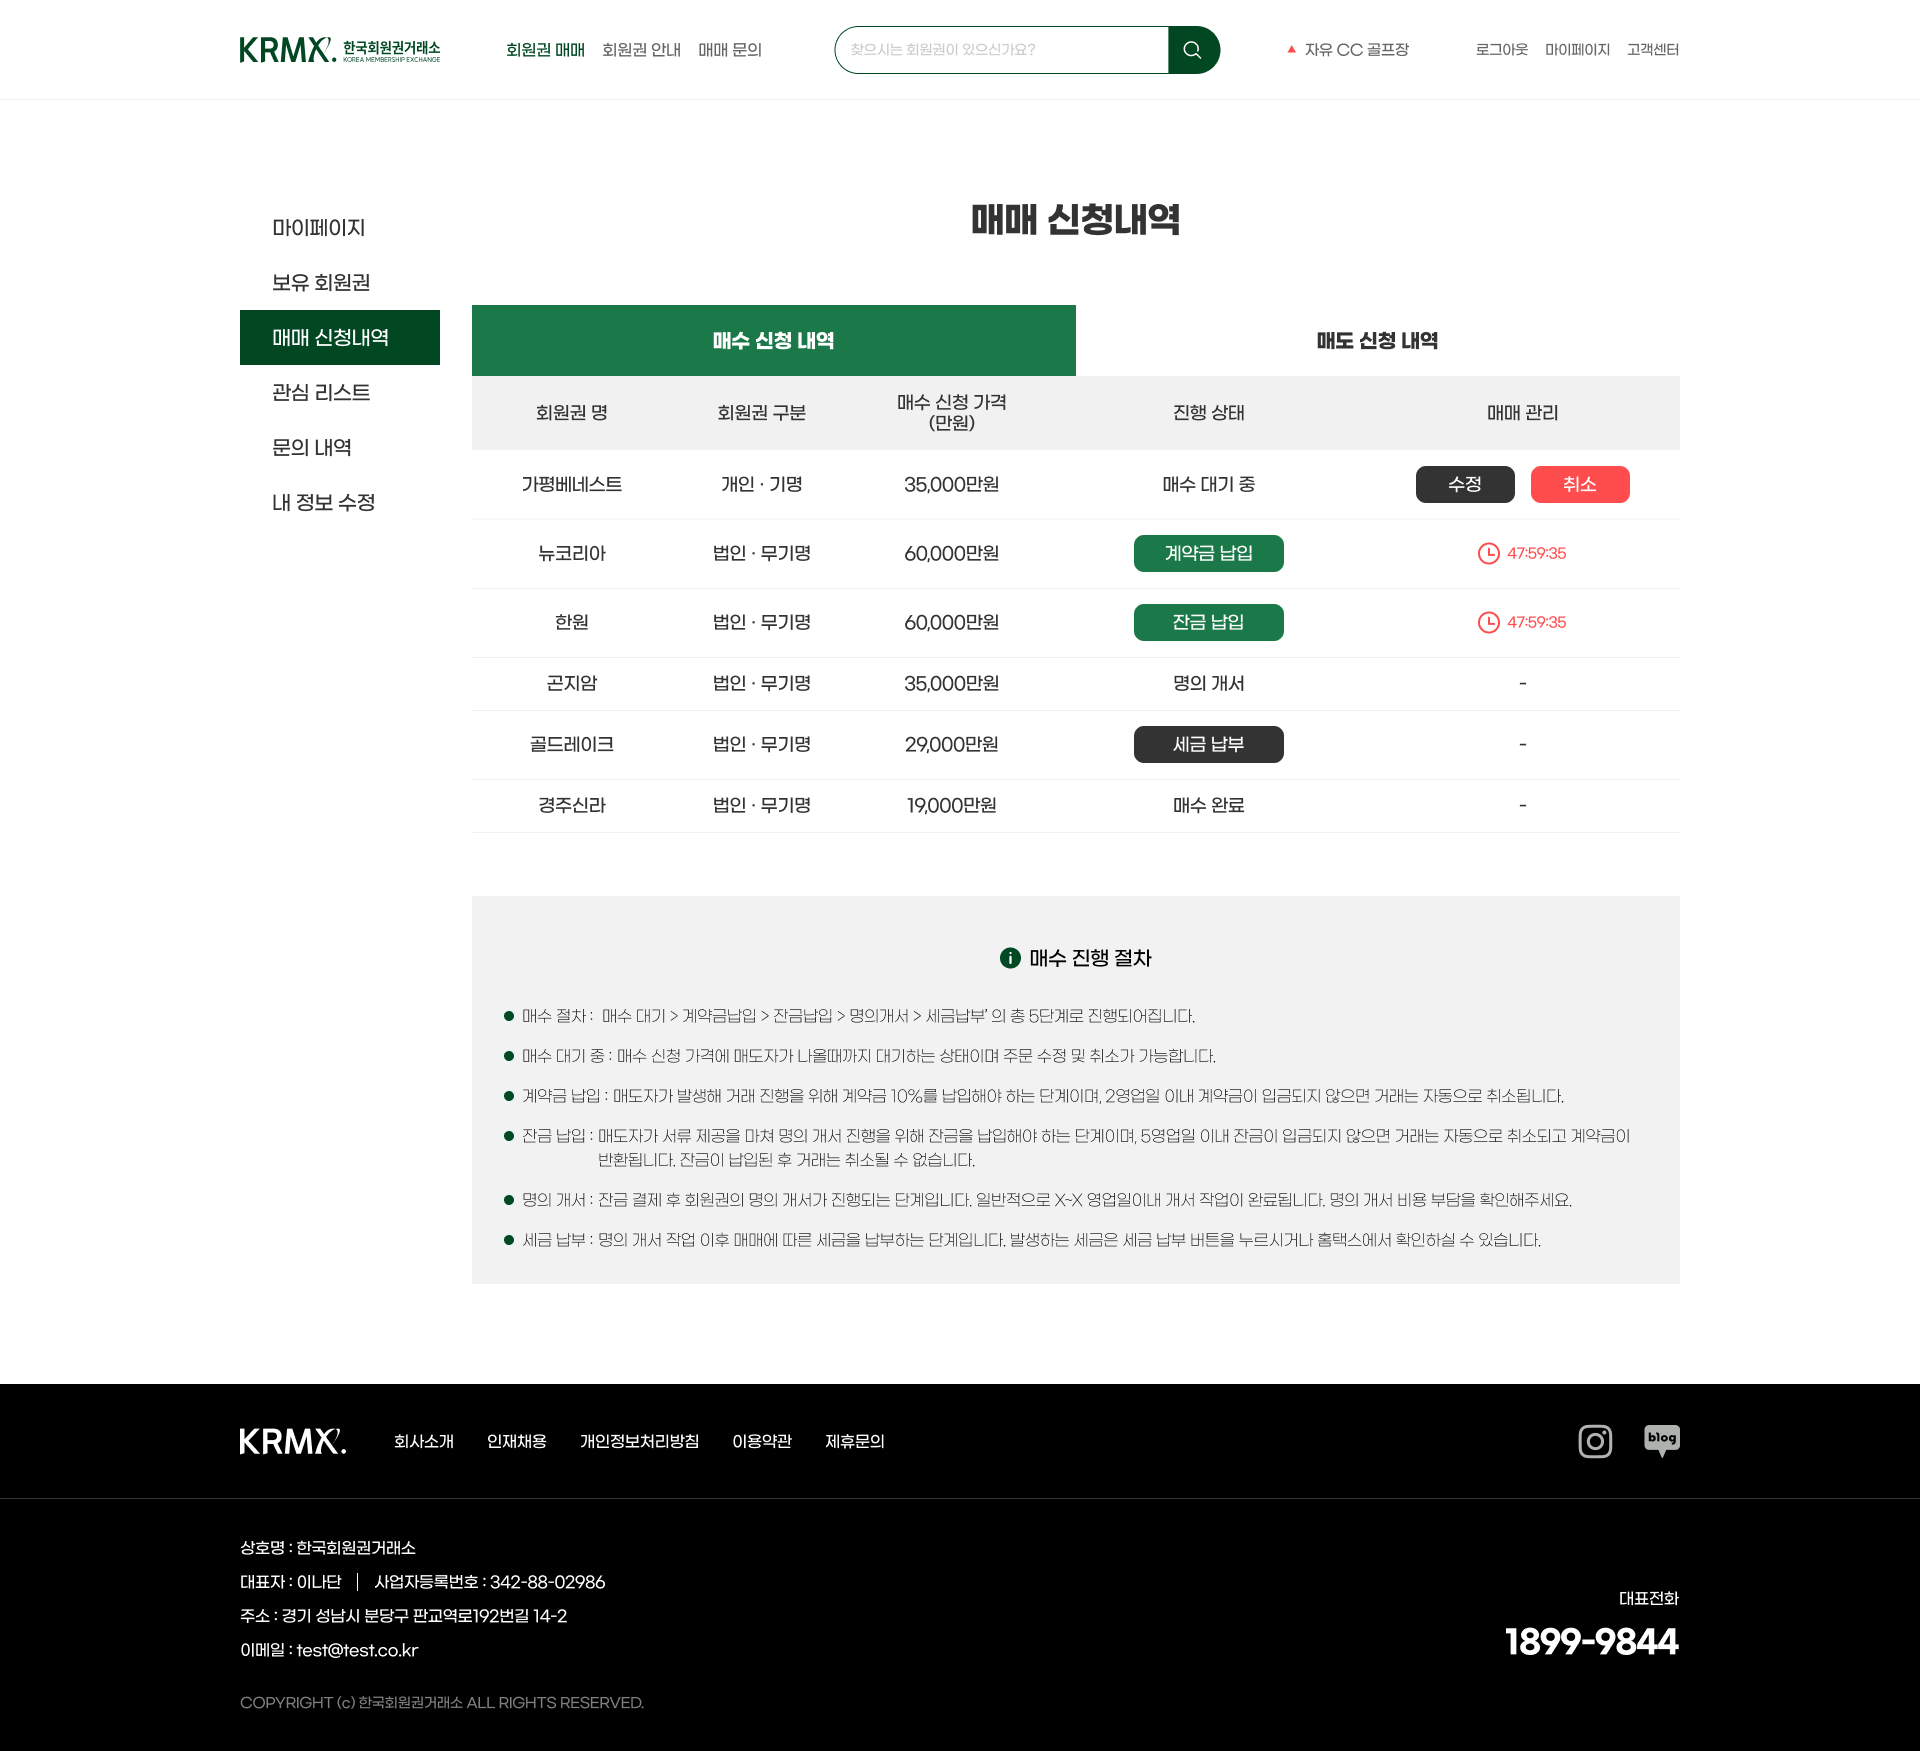 KRMX. 한국회원권거래소
KOREA MEMBERSHIP EXCHANGE
회원권 매매 회원권 안내 매매 문의
찾으시는 회원권이 있으신가요?
▲ 자유 CC 골프장
로그아웃 마이페이지 고객센터
마이페이지
보유 회원권
매매 신청내역
관심 리스트
문의 내역
내 정보 수정
매매 신청내역
매수 신청 내역 매도 신청 내역
회원권 명 회원권 구분 매수 신청 가격 진행 상태 매매 관리
(만원)
가평베네스트 개인 · 기명 35,000만원 매수 대기 중 수정 취소
뉴코리아 법인 · 무기명 60,000만원 계약금 납입 47:59:35
한원 법인 · 무기명 60,000만원 잔금 납입 47:59:35
곤지암 법인 · 무기명 35,000만원 명의 개서 -
골드레이크 법인 · 무기명 29,000만원 세금 납부 -
경주신라 법인 · 무기명 19,000만원 매수 완료 -
매수 진행 절차
● 매수 절차 : 매수 대기 > 계약금납입 > 잔금납입 > 명의개서 > 세금납부’ 의 총 5단계로 진행되어집니다.
● 매수 대기 중 : 매수 신청 가격에 매도자가 나올때까지 대기하는 상태이며 주문 수정 및 취소가 가능합니다.
● 계약금 납입 : 매도자가 발생해 거래 진행을 위해 계약금 10%를 납입해야 하는 단계이며, 2영업일 이내 계약금이 입금되지 않으면 거래는 자동으로 취소됩니다.
● 잔금 납입 : 매도자가 서류 제공을 마쳐 명의 개서 진행을 위해 잔금을 납입해야 하는 단계이며, 5영업일 이내 잔금이 입금되지 않으면 거래는 자동으로 취소되고 계약금이
반환됩니다. 잔금이 납입된 후 거래는 취소될 수 없습니다.
● 명의 개서 : 잔금 결제 후 회원권의 명의 개서가 진행되는 단계입니다. 일반적으로 X~X 영업일이내 개서 작업이 완료됩니다. 명의 개서 비용 부담을 확인해주세요.
● 세금 납부 : 명의 개서 작업 이후 매매에 따른 세금을 납부하는 단계입니다. 발생하는 세금은 세금 납부 버튼을 누르시거나 홈택스에서 확인하실 수 있습니다.
KRMX. 회사소개 인재채용 개인정보처리방침 이용약관 제휴문의
blog
상호명 : 한국회원권거래소
대표자 : 이나단 | 사업자등록번호 : 342-88-02986
주소 : 경기 성남시 분당구 판교역로192번길 14-2
이메일 : test@test.co.kr
대표전화
1899-9844
COPYRIGHT (c) 한국회원권거래소 ALL RIGHTS RESERVED.